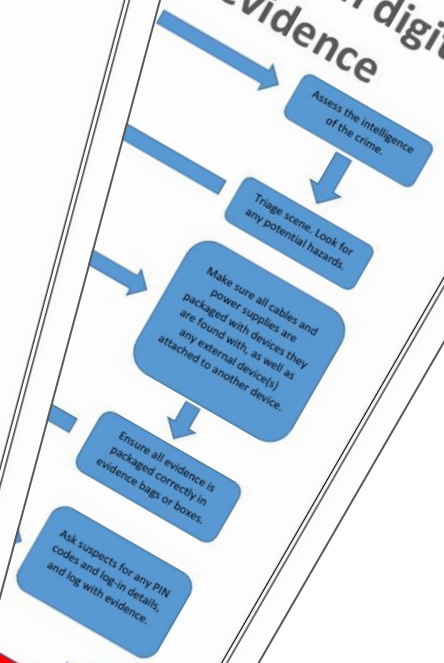 digit
vidence
Assess the intelligence
of the crime.
Triage scene. Look for
any potential hazards.
Make sure all cables and
power supplies are
packaged with devices they
are found with, as well as
any external device(s)
attached to another device.
Ensure all evidence is
packaged correctly in
evidence bags or boxes.
Ask suspects for any PIN
codes and log-in details,
and log with evidence.